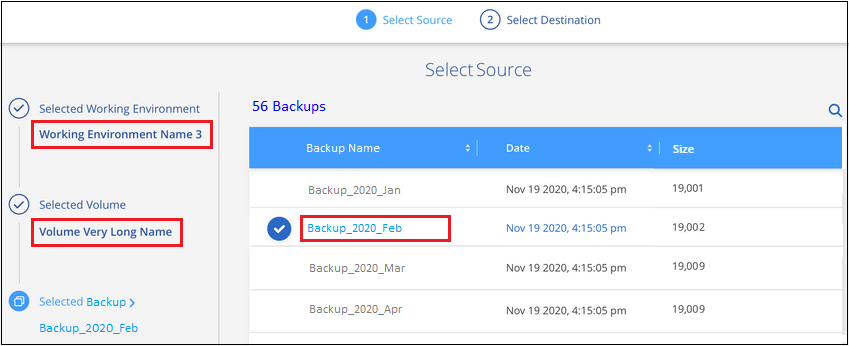 1 Select Source 2 Select Destination
Select Source
Selected Working Environment
Working Environment Name 3
Selected Volume
Volume Very Long Name
Selected Backup >
Backup_2020_Feb
56 Backups
Backup Name Date Size
Backup_2020_Jan Nov 19 2020, 4:15:05 pm 19,001
Backup_2020_Feb Nov 19 2020, 4:15:05 pm 19,002
Backup_2020_Mar Nov 19 2020, 4:15:05 pm 19,009
Backup_2020_Apr Nov 19 2020, 4:15:05 pm 19,009